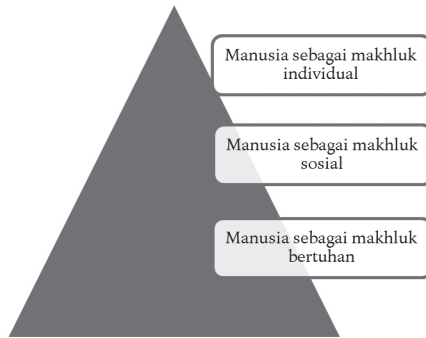 Manusia sebagai makhluk
individual
Manusia sebagai makhluk
sosial
Manusia sebagai makhluk
bertuhan